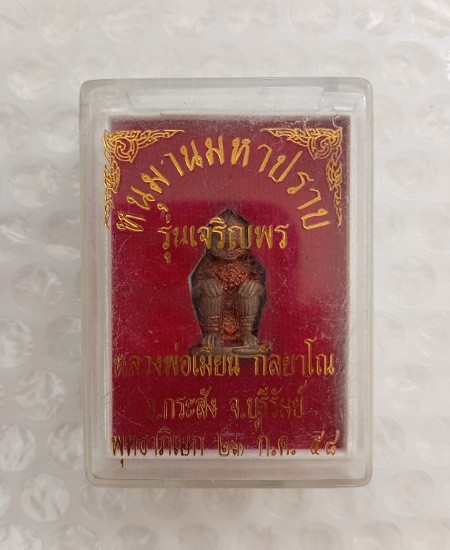 หนุมานมหาปราบ
รุ่นเจริญพร
หลวงพ่อเมียน กัลยาโณ
อ.กระสัง จ.บุรีรัมย์
พุทธาภิเษก ๒๓ ก.ค. ๕๘